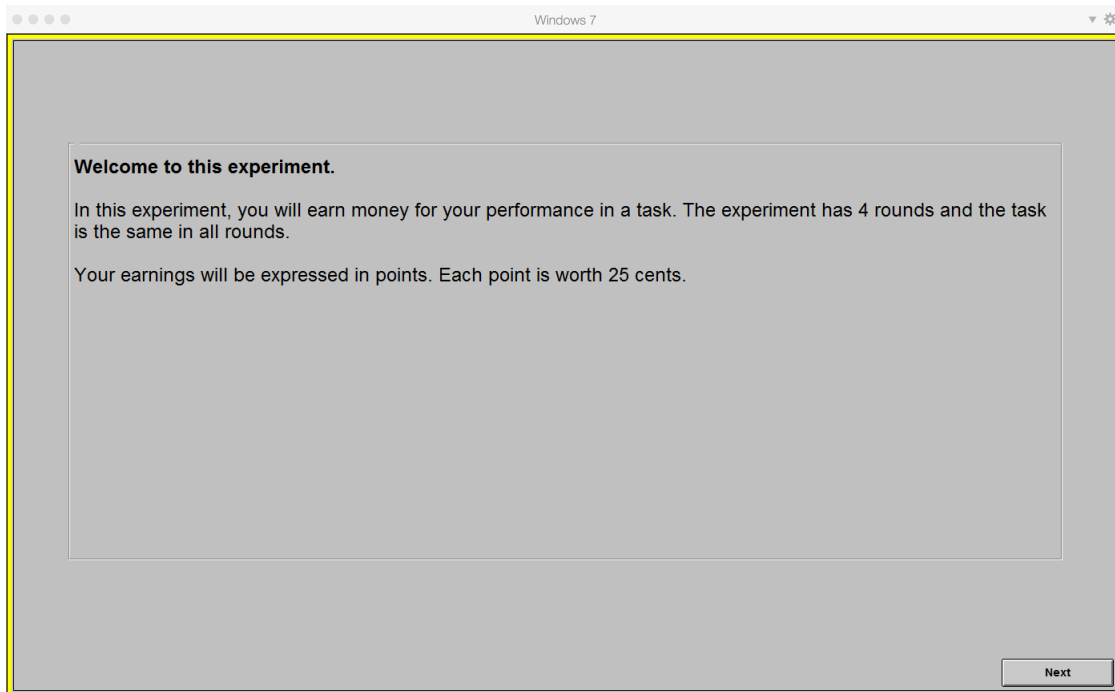 Windows 7
Welcome to this experiment.
In this experiment, you will earn money for your performance in a task. The experiment has 4 rounds and the task
is the same in all rounds.
Your earnings will be expressed in points. Each point is worth 25 cents.
Next